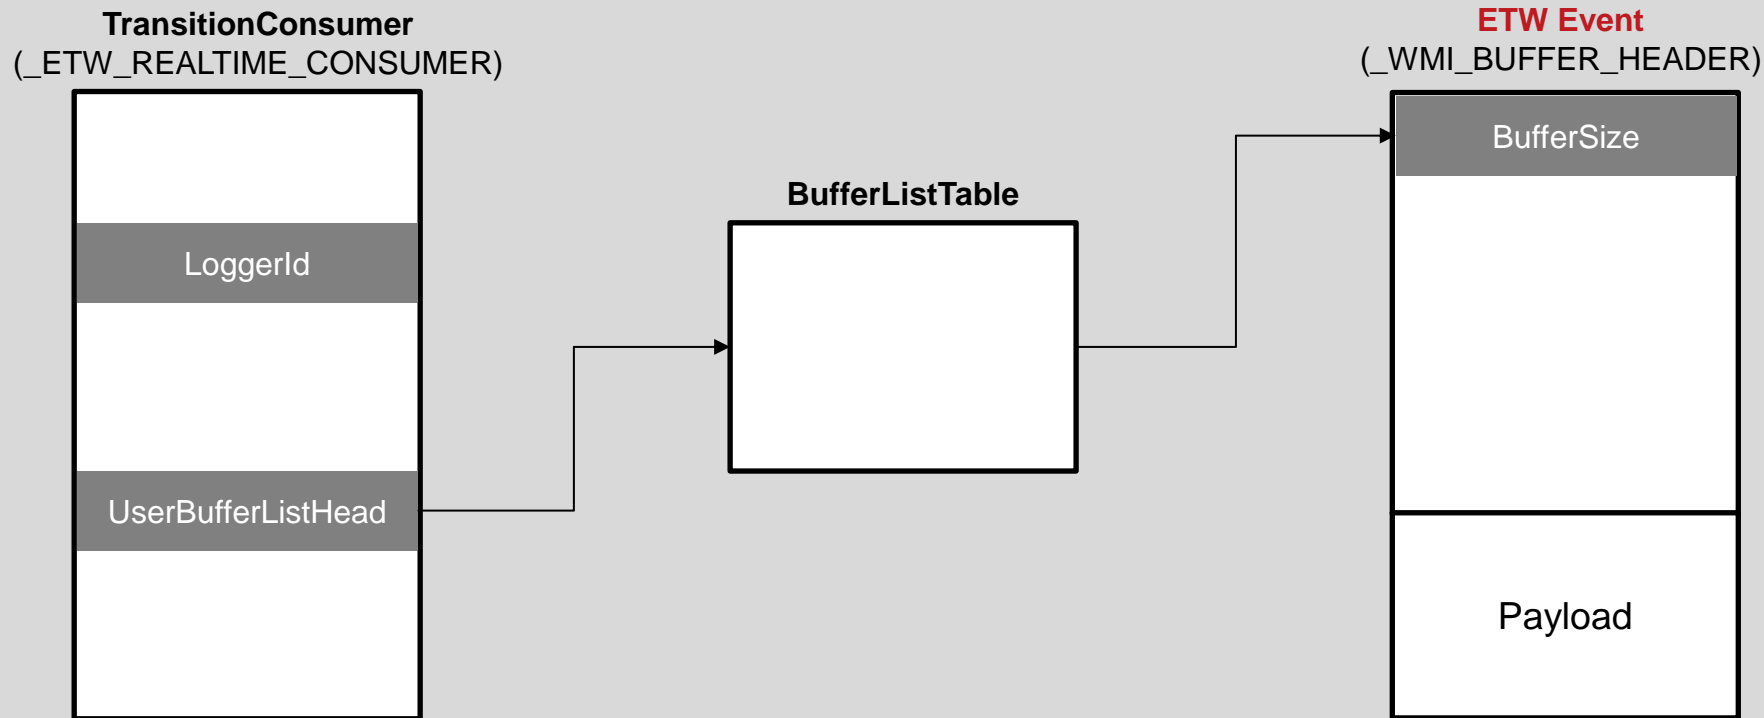 TransitionConsumer
(_ETW_REALTIME_CONSUMER)
LoggerId
UserBufferListHead
BufferListTable
ETW Event
(_WMI_BUFFER_HEADER)
BufferSize
Payload